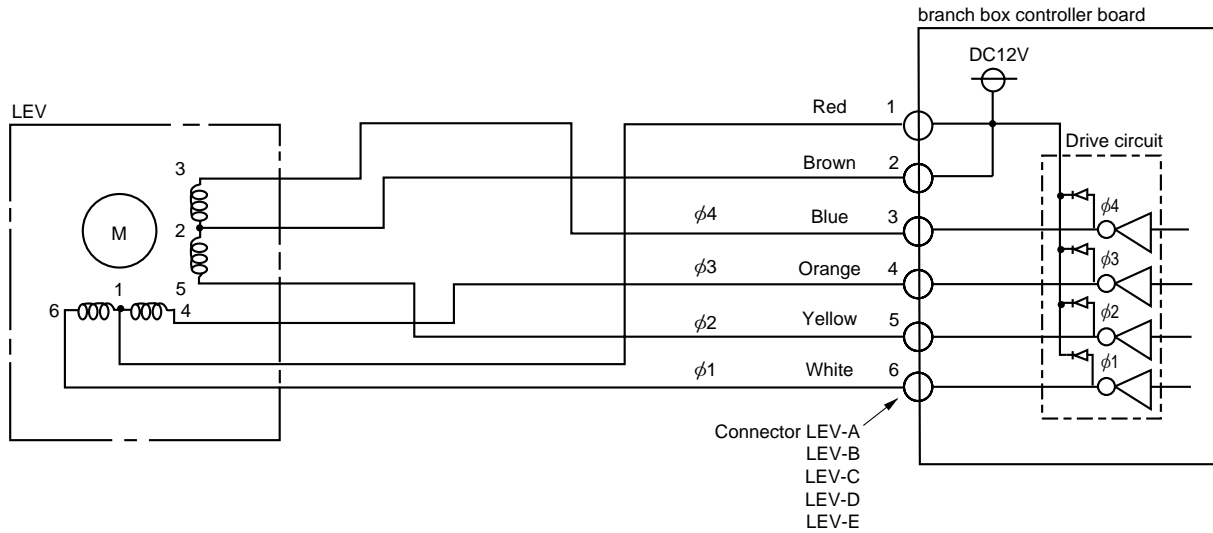 branch box controller board
DC12V
LEV
Red 1
Drive circuit
3
Brown 2
ϕ4 Blue 3 ϕ4
M 2
ϕ3 Orange 4 ϕ3
5
6 1 4
ϕ2 Yellow 5 ϕ2
ϕ1 White 6 ϕ1
Connector LEV-A
LEV-B
LEV-C
LEV-D
LEV-E